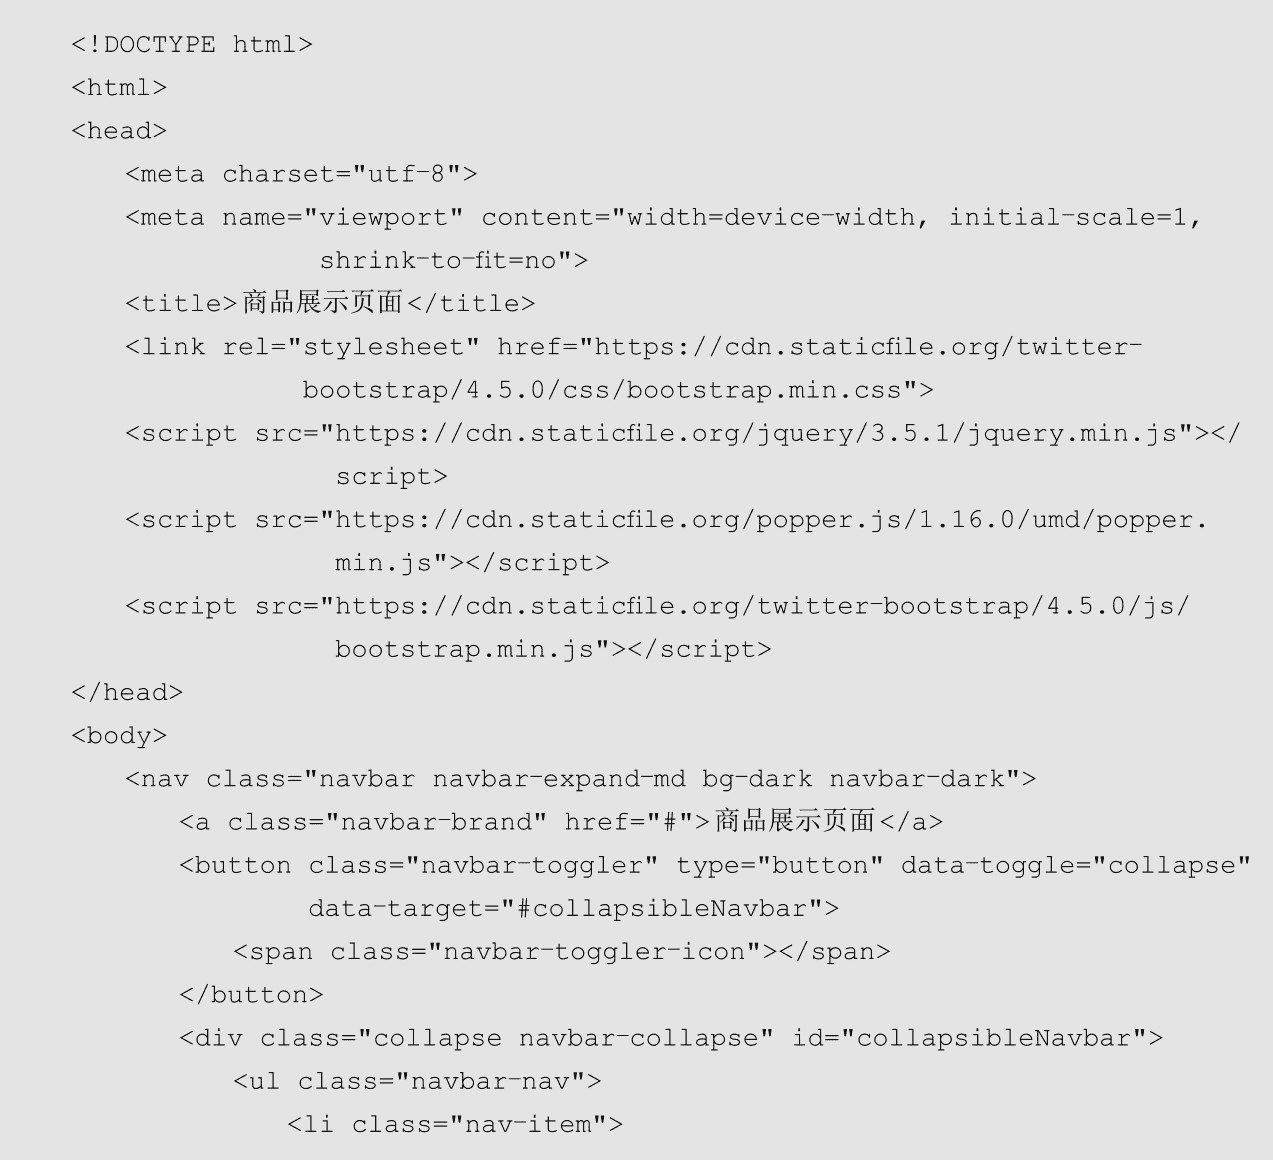 <!DOCTYPE html>
<html>
<head>
<meta charset="utf-8">
<meta name="viewport" content="width=device-width, initial-scale=1,
shrink-to-fit=no">
<title>商品展示页面</title>
<link rel="stylesheet" href="https://cdn.staticfile.org/twitter-
bootstrap/4.5.0/css/bootstrap.min.css">
<script src="https://cdn.staticfile.org/jquery/3.5.1/jquery.min.js"></
script>
<script src="https://cdn.staticfile.org/popper.js/1.16.0/umd/popper.
min.js"></script>
<script src="https://cdn.staticfile.org/twitter-bootstrap/4.5.0/js/
bootstrap.min.js"></script>
</head>
<body>
<nav class="navbar navbar-expand-md bg-dark navbar-dark">
<a class="navbar-brand" href="#">商品展示页面</a>
<button class="navbar-toggler" type="button" data-toggle="collapse"
data-target="#collapsibleNavbar">
<span class="navbar-toggler-icon"></span>
</button>
<div class="collapse navbar-collapse" id="collapsibleNavbar">
<ul class="navbar-nav">
<li class="nav-item">